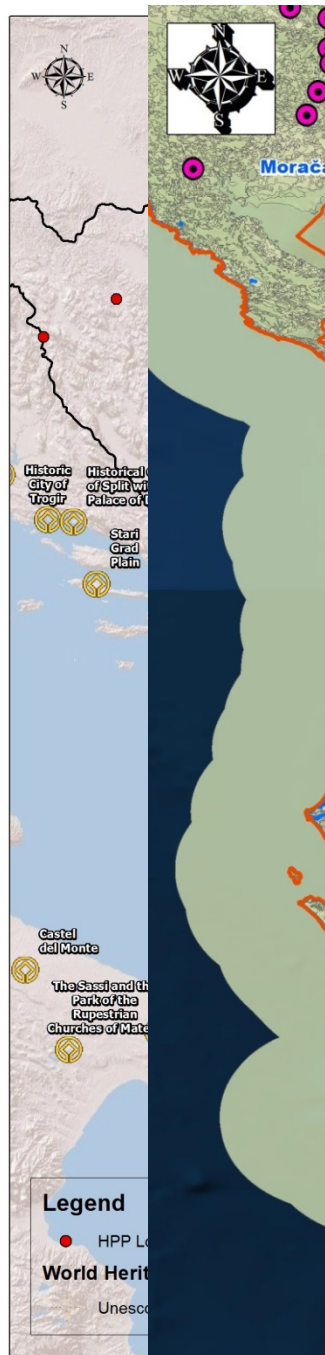 N
W E
S
N
W E
S
Morača
Historic
City of
Trogir
Historical
of Split wi
Palace of
Stari
Grad
Plain
Castel
del Monte
The Sassi and th
Park of the
Rupestrian
Churches of Mate
Legend
HPP Lo
World Herit
Unesco